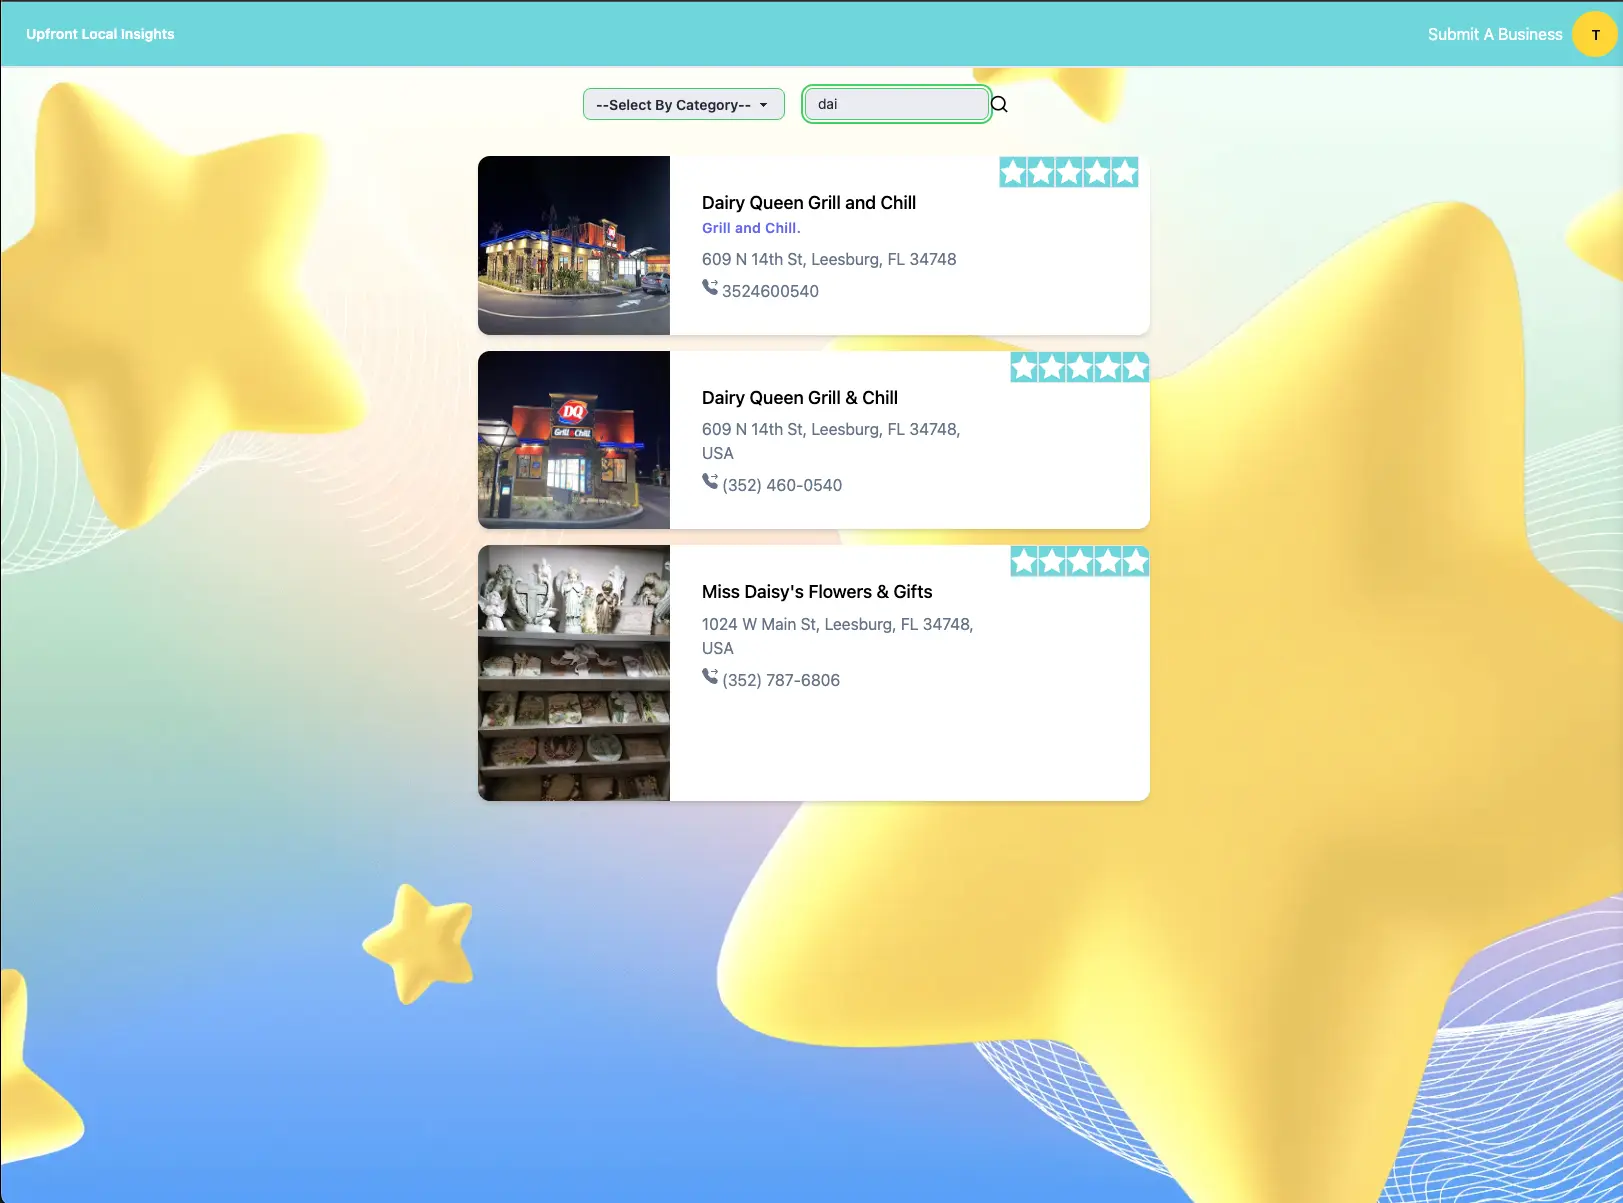 Upfront Local Insights
Submit A Business
T
--Select By Category--
dai
Dairy Queen Grill and Chill
Grill and Chill.
609 N 14th St, Leesburg, FL 34748
3524600540
Dairy Queen Grill & Chill
609 N 14th St, Leesburg, FL 34748,
USA
(352) 460-0540
DQ
Grill & Chill
Miss Daisy's Flowers & Gifts
1024 W Main St, Leesburg, FL 34748,
USA
(352) 787-6806